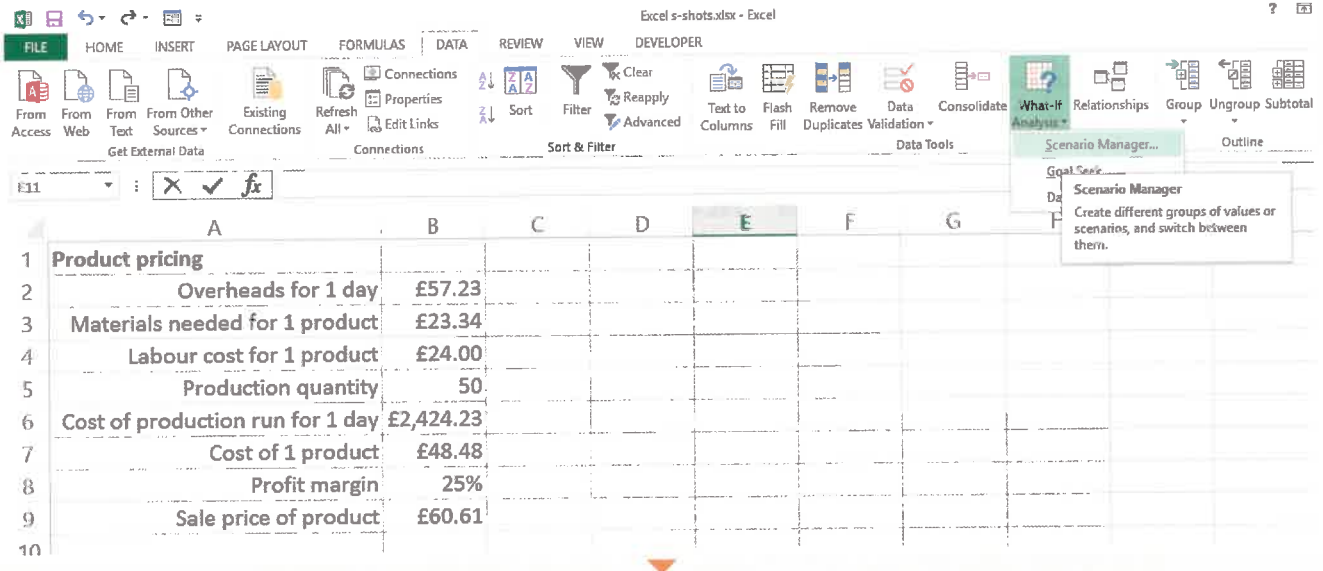 Excel s-shots.xlsx - Excel
?
FILE HOME INSERT PAGE LAYOUT FORMULAS DATA REVIEW VIEW DEVELOPER
From Access
From Web
From Text
From Other Sources
Existing Connections
Get External Data
Refresh All
Connections
Properties
Edit Links
Connections
Sort
Filter
Clear
Reapply
Advanced
Sort & Filter
Text to Columns
Flash Fill
Remove Duplicates
Data Validation
Consolidate
What-If Analysis
Relationships
Data Tools
Group
Ungroup
Subtotal
Outline
Scenario Manager...
Goal Seek...
Da
Scenario Manager
Create different groups of values or
scenarios, and switch between
them.
E11 fx
A B C D E F G
1 Product pricing
2 Overheads for 1 day £57.23
3 Materials needed for 1 product £23.34
4 Labour cost for 1 product £24.00
5 Production quantity 50
6 Cost of production run for 1 day £2,424.23
7 Cost of 1 product £48.48
8 Profit margin 25%
9 Sale price of product £60.61
10